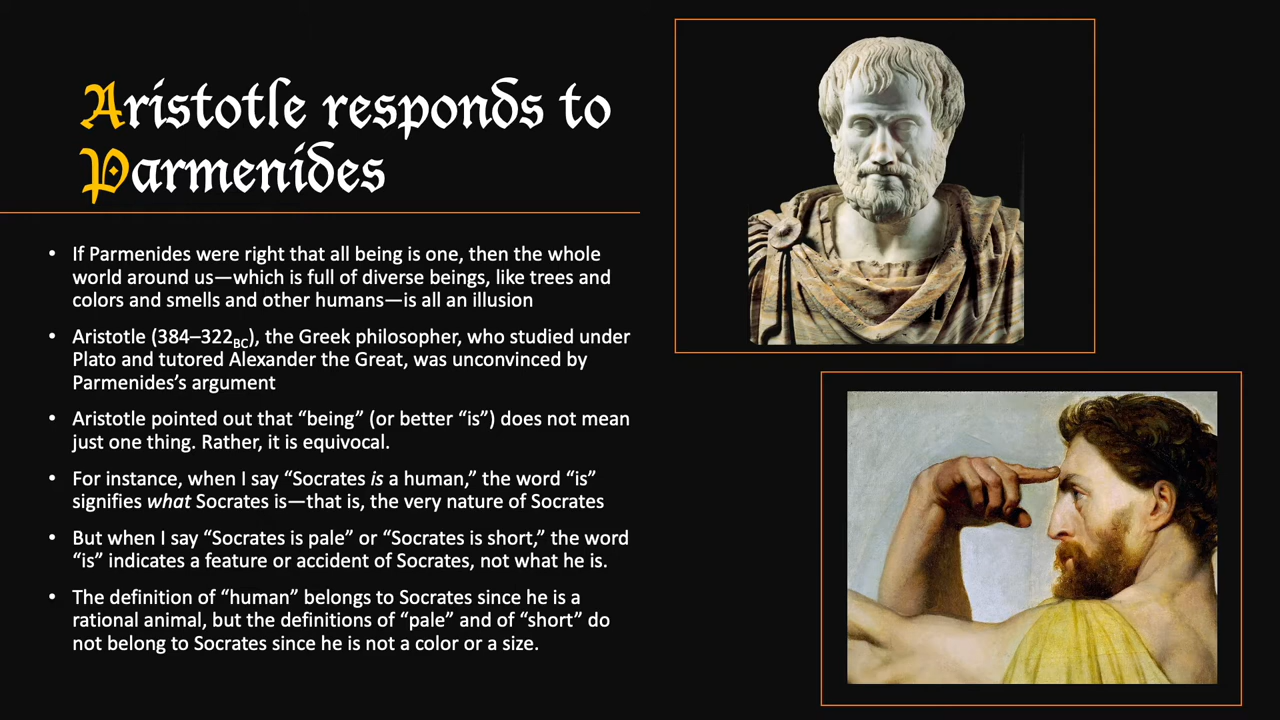 Aristotle responds to
Parmenides
• If Parmenides were right that all being is one, then the whole
world around us—which is full of diverse beings, like trees and
colors and smells and other humans—is all an illusion
• Aristotle (384–322BC), the Greek philosopher, who studied under
Plato and tutored Alexander the Great, was unconvinced by
Parmenides’s argument
• Aristotle pointed out that “being” (or better “is”) does not mean
just one thing. Rather, it is equivocal.
• For instance, when I say “Socrates is a human,” the word “is”
signifies what Socrates is—that is, the very nature of Socrates
• But when I say “Socrates is pale” or “Socrates is short,” the word
“is” indicates a feature or accident of Socrates, not what he is.
• The definition of “human” belongs to Socrates since he is a
rational animal, but the definitions of “pale” and of “short” do
not belong to Socrates since he is not a color or a size.